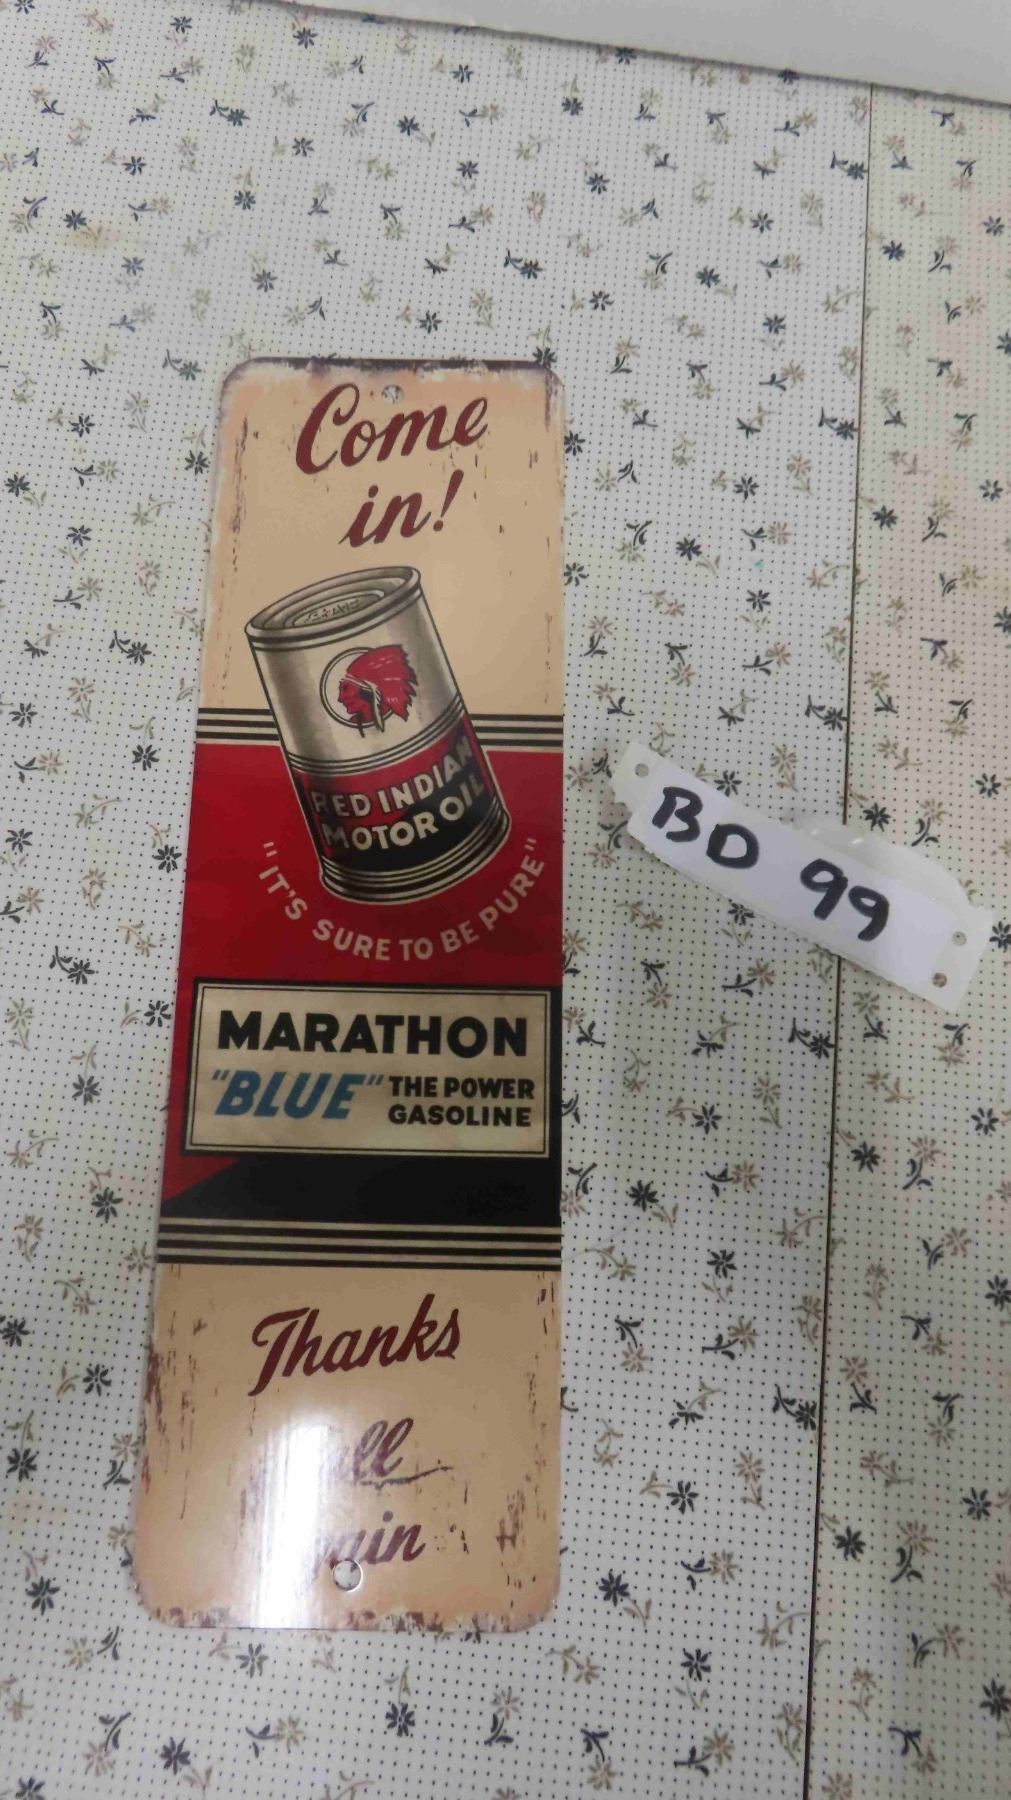 Come
in!
RED INDIAN
MOTOR OIL
"IT'S SURE TO BE PURE"
MARATHON
"BLUE" THE POWER
GASOLINE
Thanks
BD 99